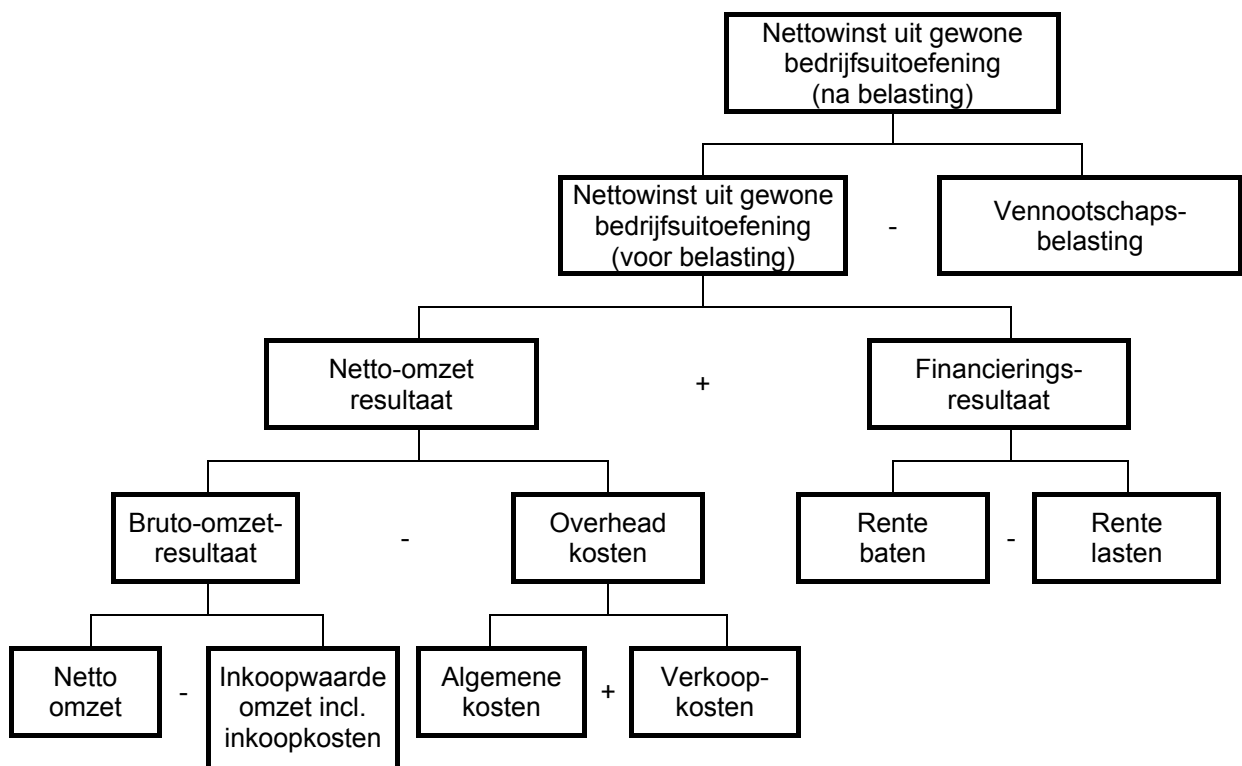 Nettowinst uit gewone
bedrijfsuitoefening
(na belasting)
Nettowinst uit gewone
bedrijfsuitoefening
(voor belasting)
-
Vennootschaps-
belasting
Netto-omzet
resultaat
+
Financierings-
resultaat
Bruto-omzet-
resultaat
-
Overhead
kosten
Rente
baten
-
Rente
lasten
Netto
omzet
-
Inkoopwaarde
omzet incl.
inkoopkosten
Algemene
kosten
+
Verkoop-
kosten